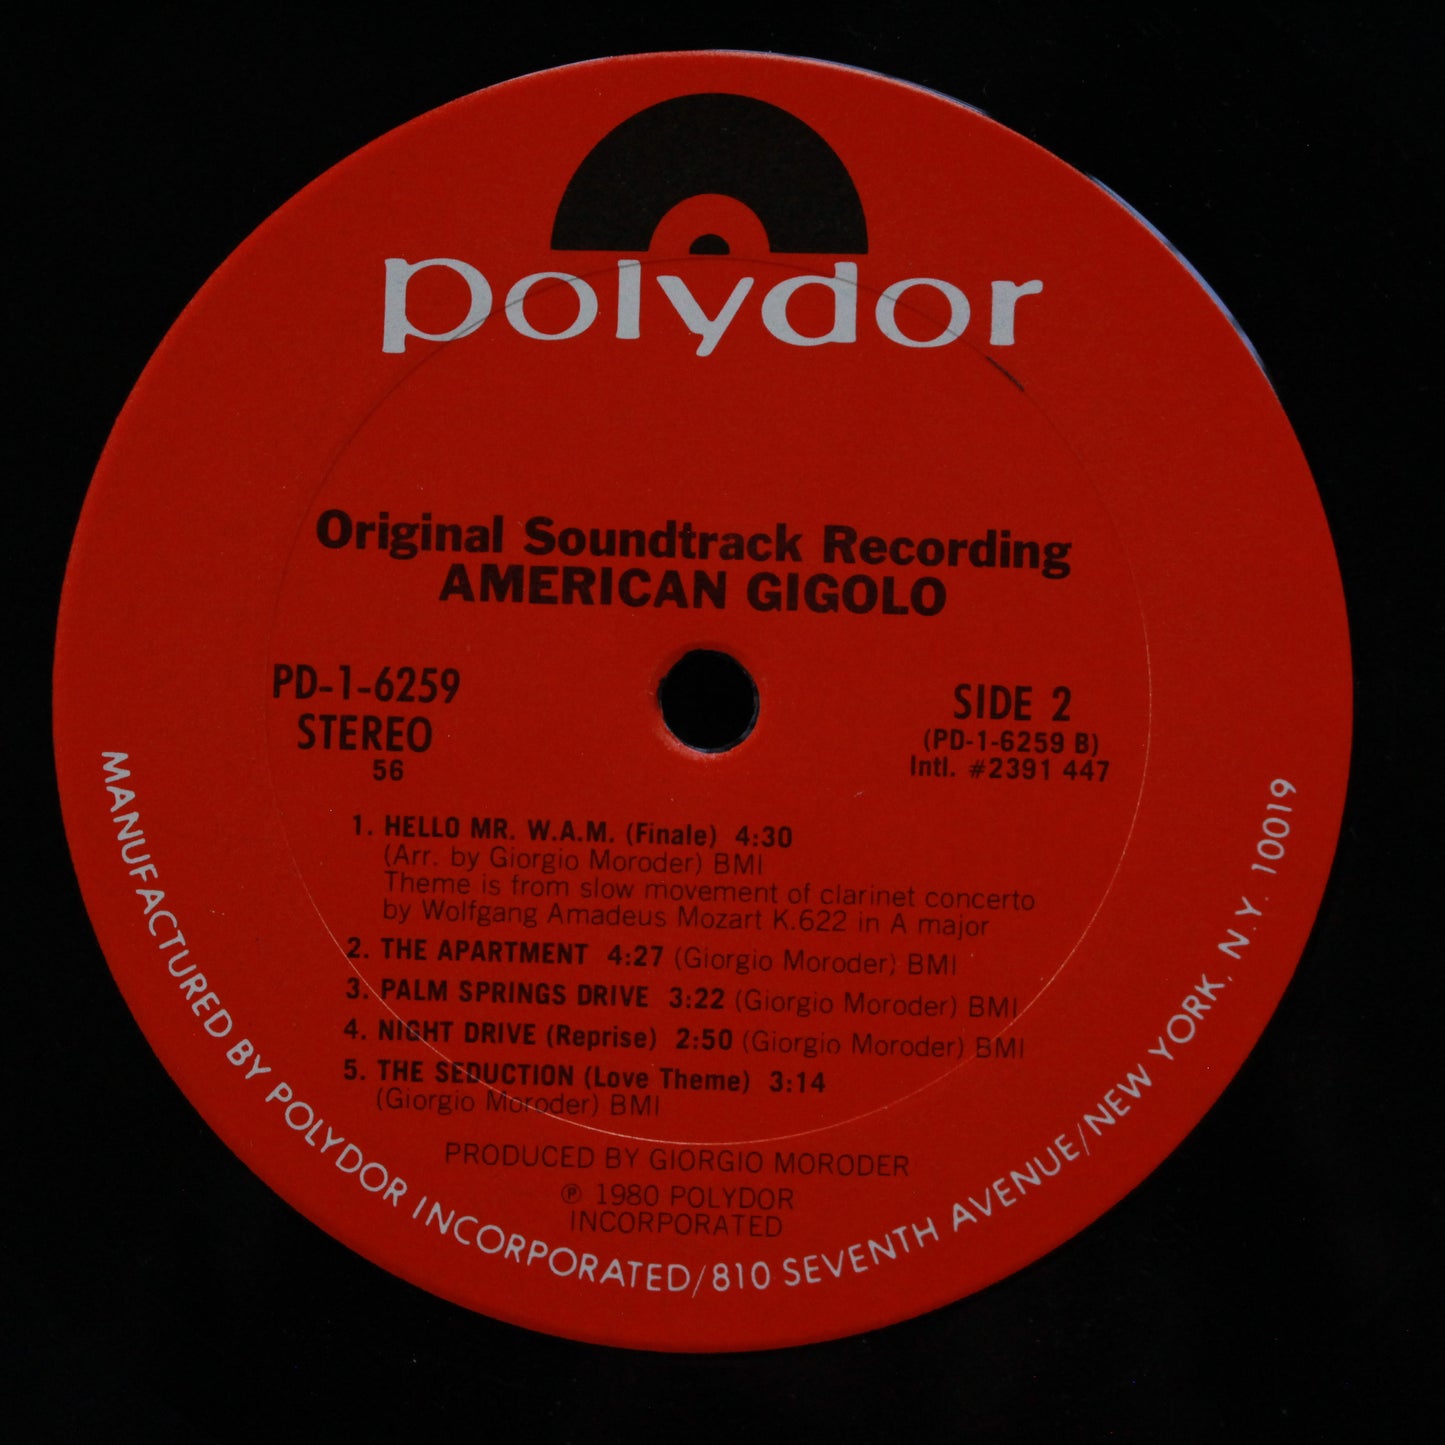 polydor
Original Soundtrack Recording
AMERICAN GIGOLO
PD-1-6259
STEREO
56
SIDE 2
(PD-1-6259 B)
Intl. #2391 447
1. HELLO MR. W.A.M. (Finale) 4:30
(Arr. by Giorgio Moroder) BMI
Theme is from slow movement of clarinet concerto
by Wolfgang Amadeus Mozart K.622 in A major
2. THE APARTMENT 4:27 (Giorgio Moroder) BMI
3. PALM SPRINGS DRIVE 3:22 (Giorgio Moroder) BMI
4. NIGHT DRIVE (Reprise) 2:50 (Giorgio Moroder) BMI
5. THE SEDUCTION (Love Theme) 3:14
(Giorgio Moroder) BMI
PRODUCED BY GIORGIO MORODER
℗ 1980 POLYDOR
INCORPORATED
MANUFACTURED BY POLYDOR INCORPORATED/810 SEVENTH AVENUE/NEW YORK, N.Y. 10019